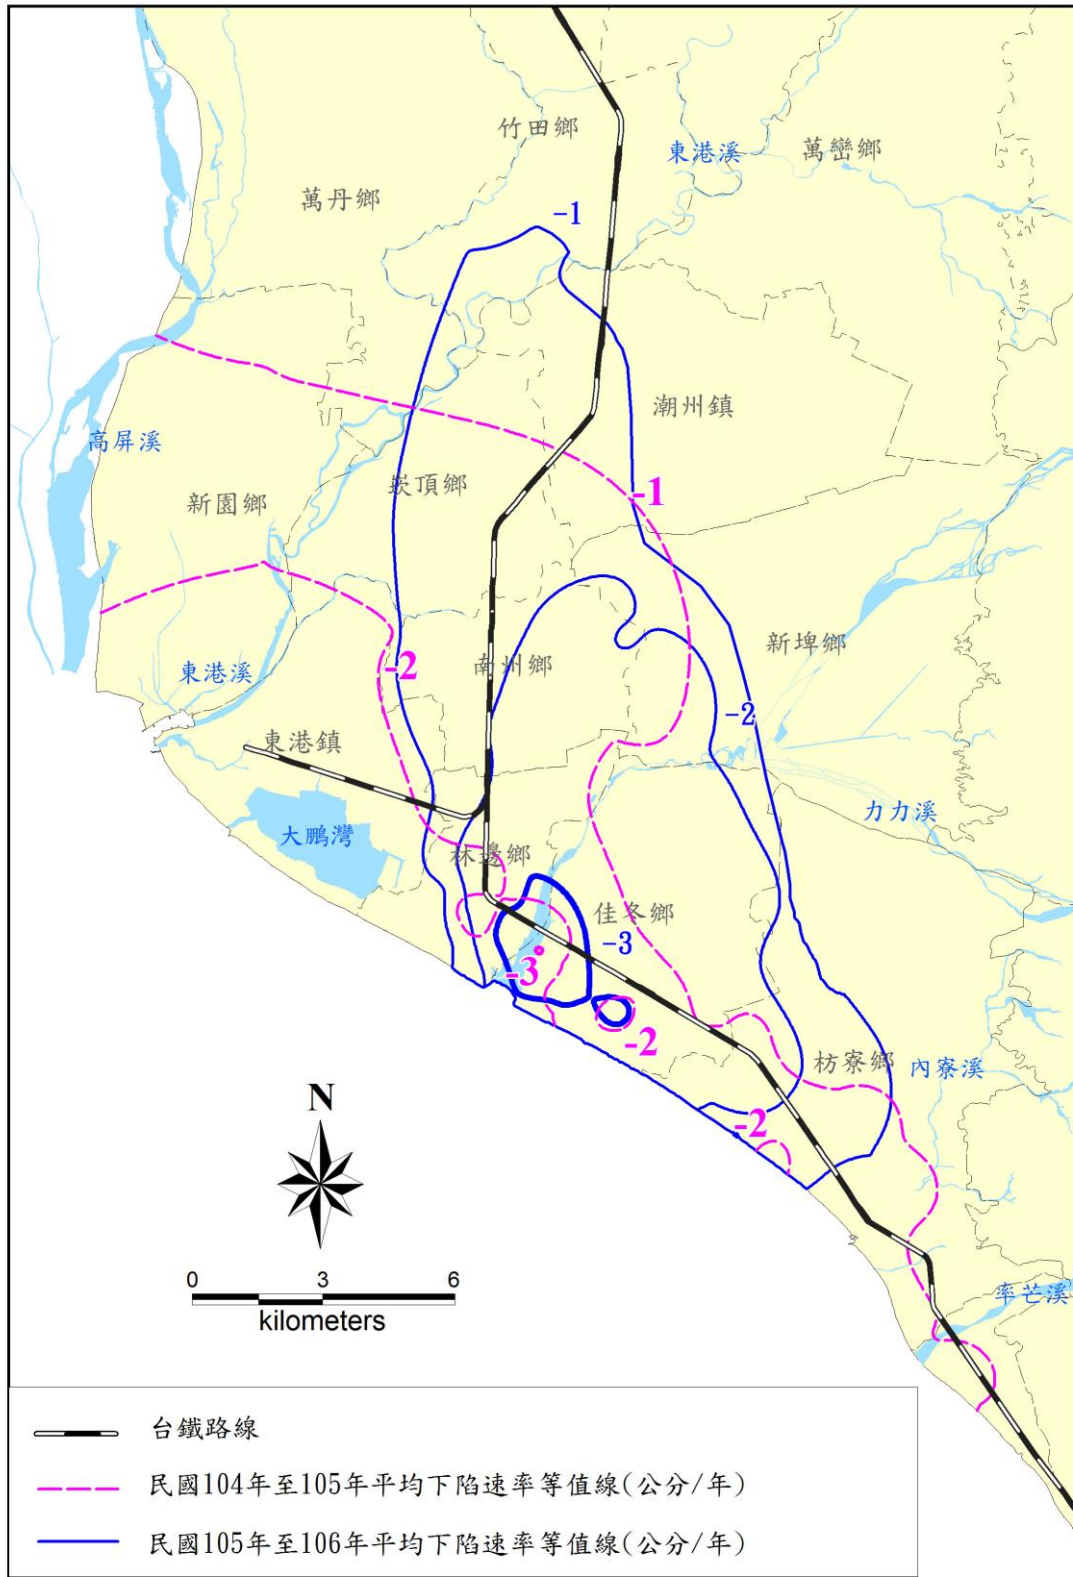 竹田鄉
東港溪
萬巒鄉
萬丹鄉
-1
潮州鎮
高屏溪
崁頂鄉
新園鄉
-1
新埤鄉
南州鄉
-2
東港溪
-2
東港鎮
力力溪
大鵬灣
林邊鄉
佳冬鄉
-3
-3
-2
枋寮鄉
內寮溪
N
-2
0 3 6
kilometers
率芒溪
台鐵路線
民國104年至105年平均下陷速率等值線(公分/年)
民國105年至106年平均下陷速率等值線(公分/年)